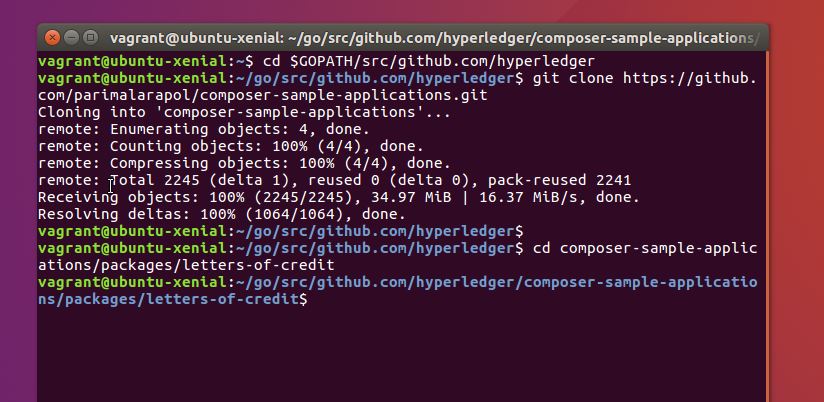 vagrant@ubuntu-xenial: ~/go/src/github.com/hyperledger/composer-sample-applications/
vagrant@ubuntu-xenial:~$ cd $GOPATH/src/github.com/hyperledger
vagrant@ubuntu-xenial:~/go/src/github.com/hyperledger$ git clone https://github.
com/parimalarapol/composer-sample-applications.git
Cloning into 'composer-sample-applications'...
remote: Enumerating objects: 4, done.
remote: Counting objects: 100% (4/4), done.
remote: Compressing objects: 100% (4/4), done.
remote: Total 2245 (delta 1), reused 0 (delta 0), pack-reused 2241
Receiving objects: 100% (2245/2245), 34.97 MiB | 16.37 MiB/s, done.
Resolving deltas: 100% (1064/1064), done.
vagrant@ubuntu-xenial:~/go/src/github.com/hyperledger$
vagrant@ubuntu-xenial:~/go/src/github.com/hyperledger$ cd composer-sample-applic
ations/packages/letters-of-credit
vagrant@ubuntu-xenial:~/go/src/github.com/hyperledger/composer-sample-applicatio
ns/packages/letters-of-credit$